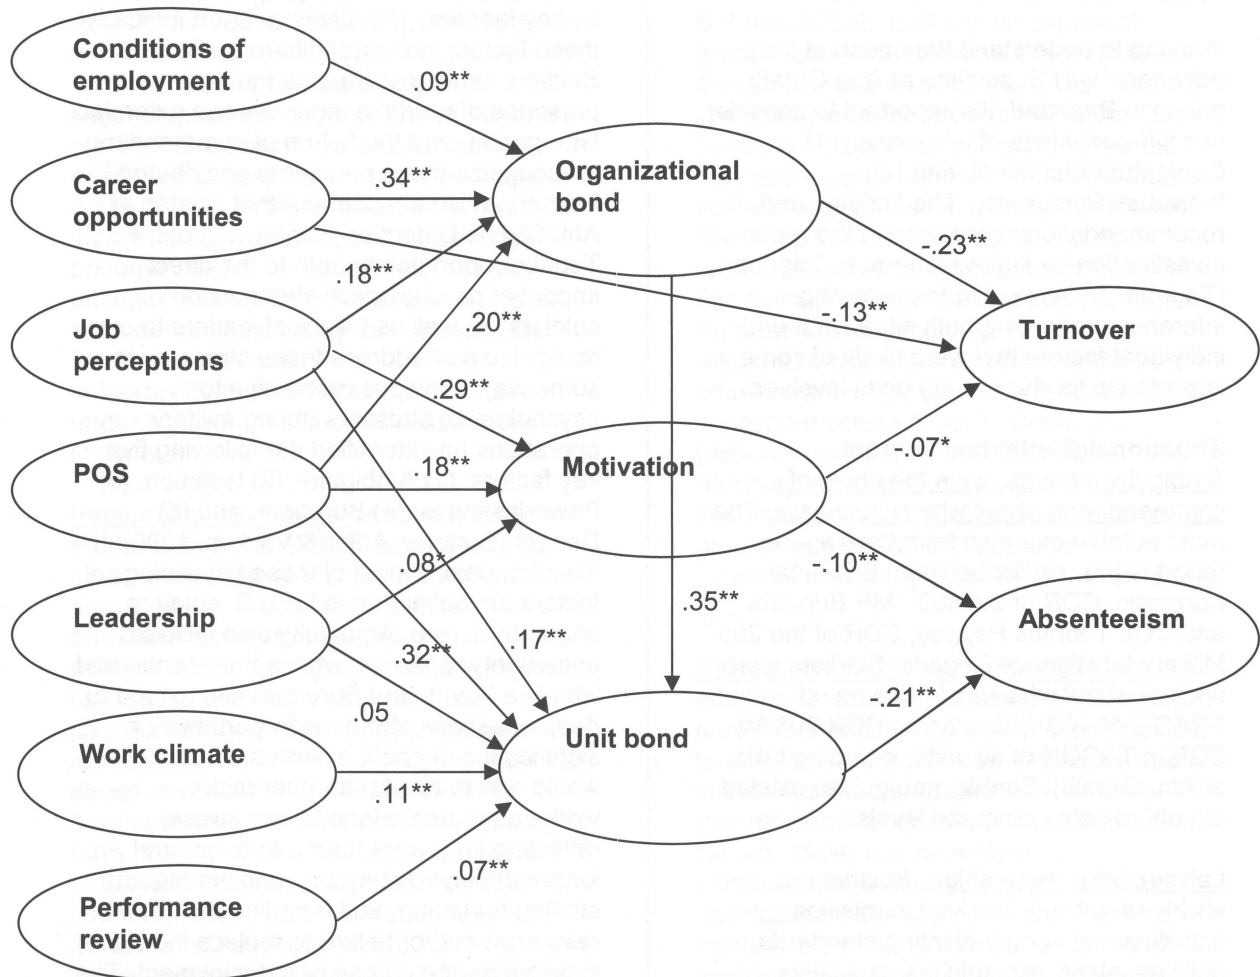 Conditions of
employment
.09**
Career
opportunities
.34**
Organizational
bond
-.23**
.18**
.20**
-.13**
Job
perceptions
Turnover
.29**
-.07*
POS
.18**
Motivation
-.10**
.08*
.35**
Leadership
.32**
.17**
Absenteeism
.05
-.21**
Work climate
Unit bond
.11**
.07**
Performance
review